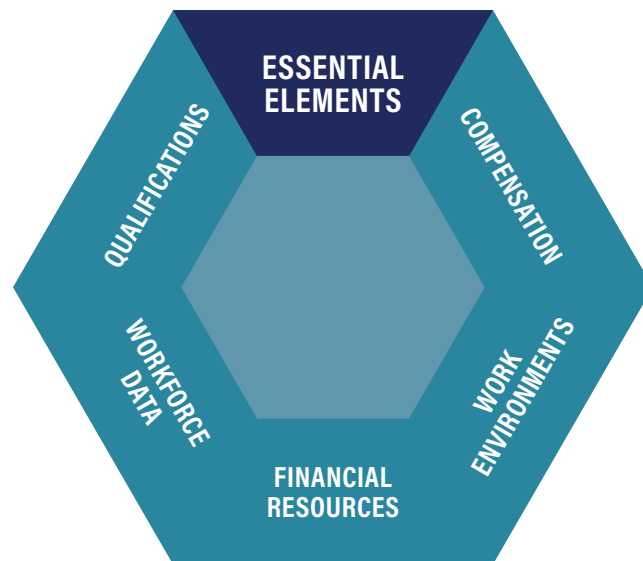 ESSENTIAL
ELEMENTS
COMPENSATION
WORK
ENVIRONMENTS
FINANCIAL
RESOURCES
WORKFORCE
DATA
QUALIFICATIONS